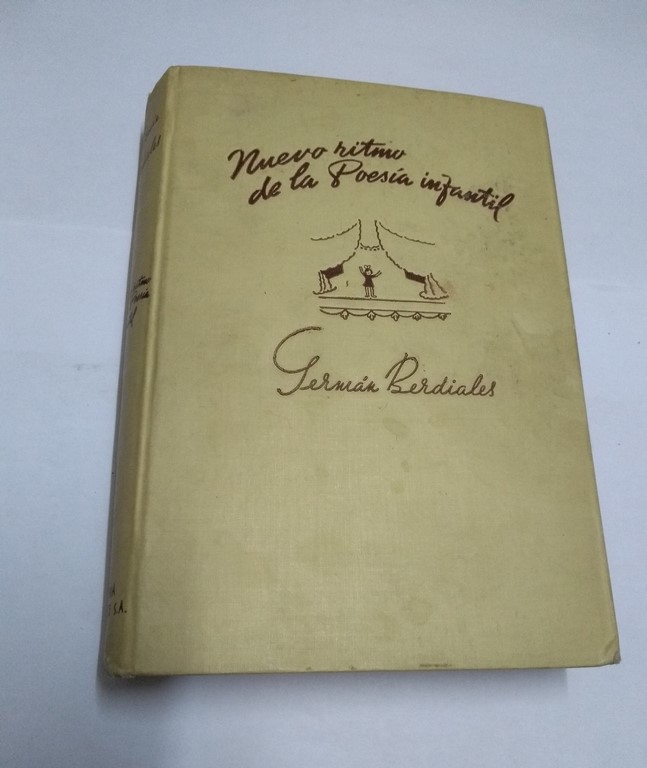 Nuevo ritmo
de la Poesía infantil
Germán Berdiales
S.A.